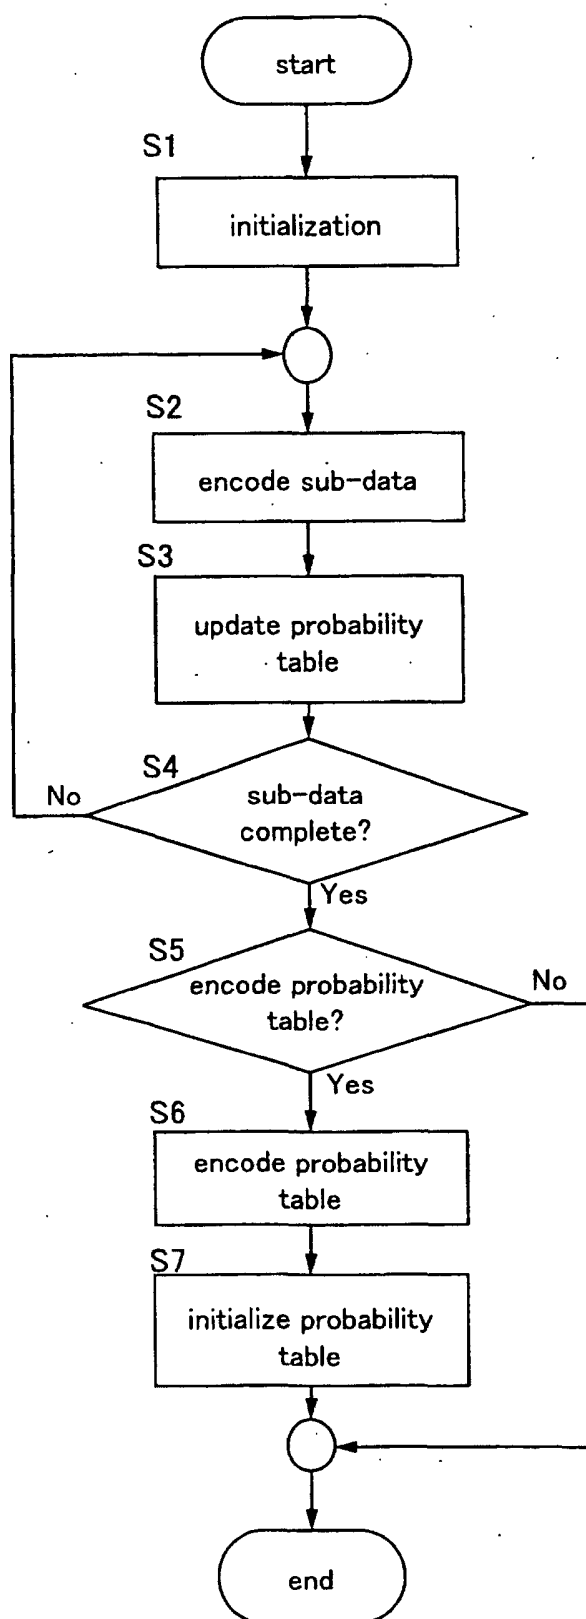 start
S1
initialization
S2
encode sub-data
S3
update probability
table
S4
No
sub-data
complete?
Yes
S5
encode probability
table?
No
Yes
S6
encode probability
table
S7
initialize probability
table
end